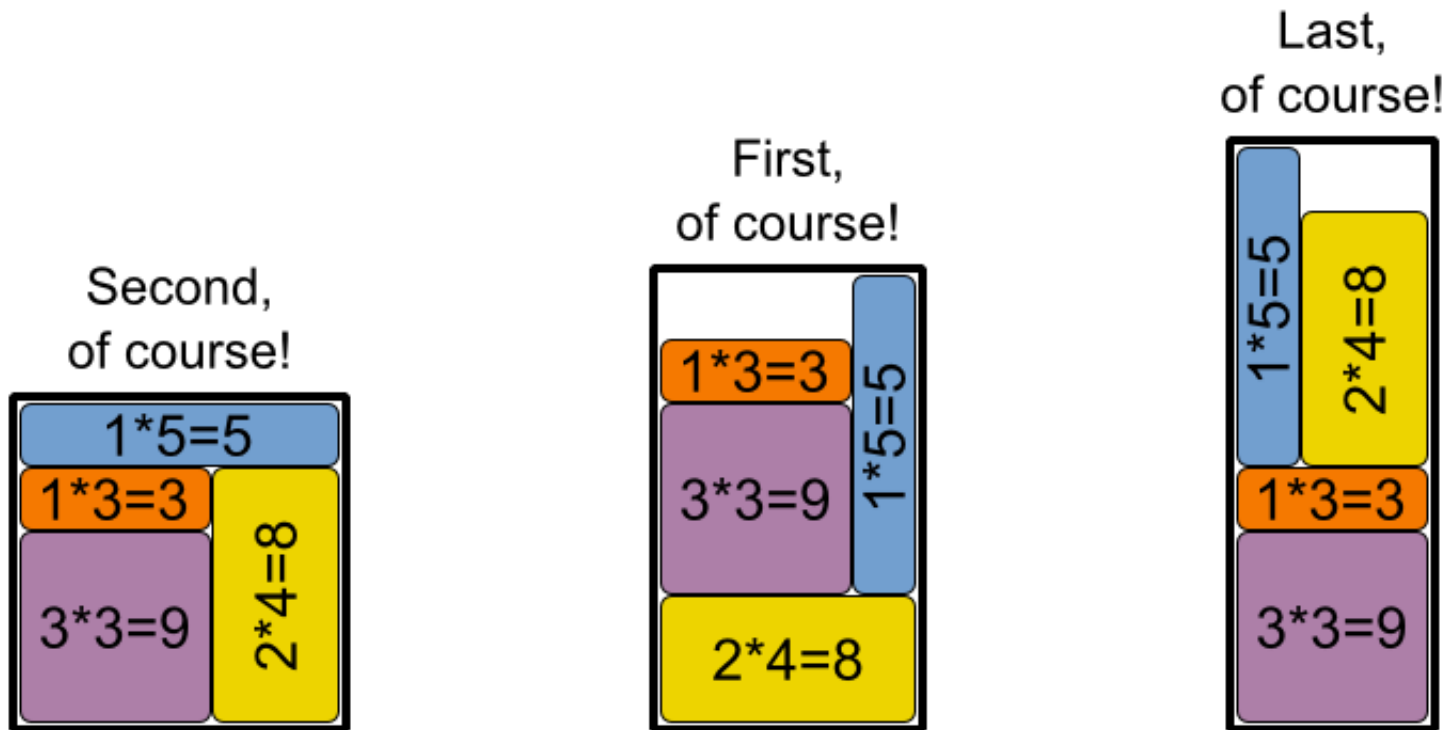 Second,
of course!
1*5=5
1*3=3
3*3=9
2*4=8
First,
of course!
1*3=3
3*3=9
1*5=5
2*4=8
Last,
of course!
1*5=5
2*4=8
1*3=3
3*3=9